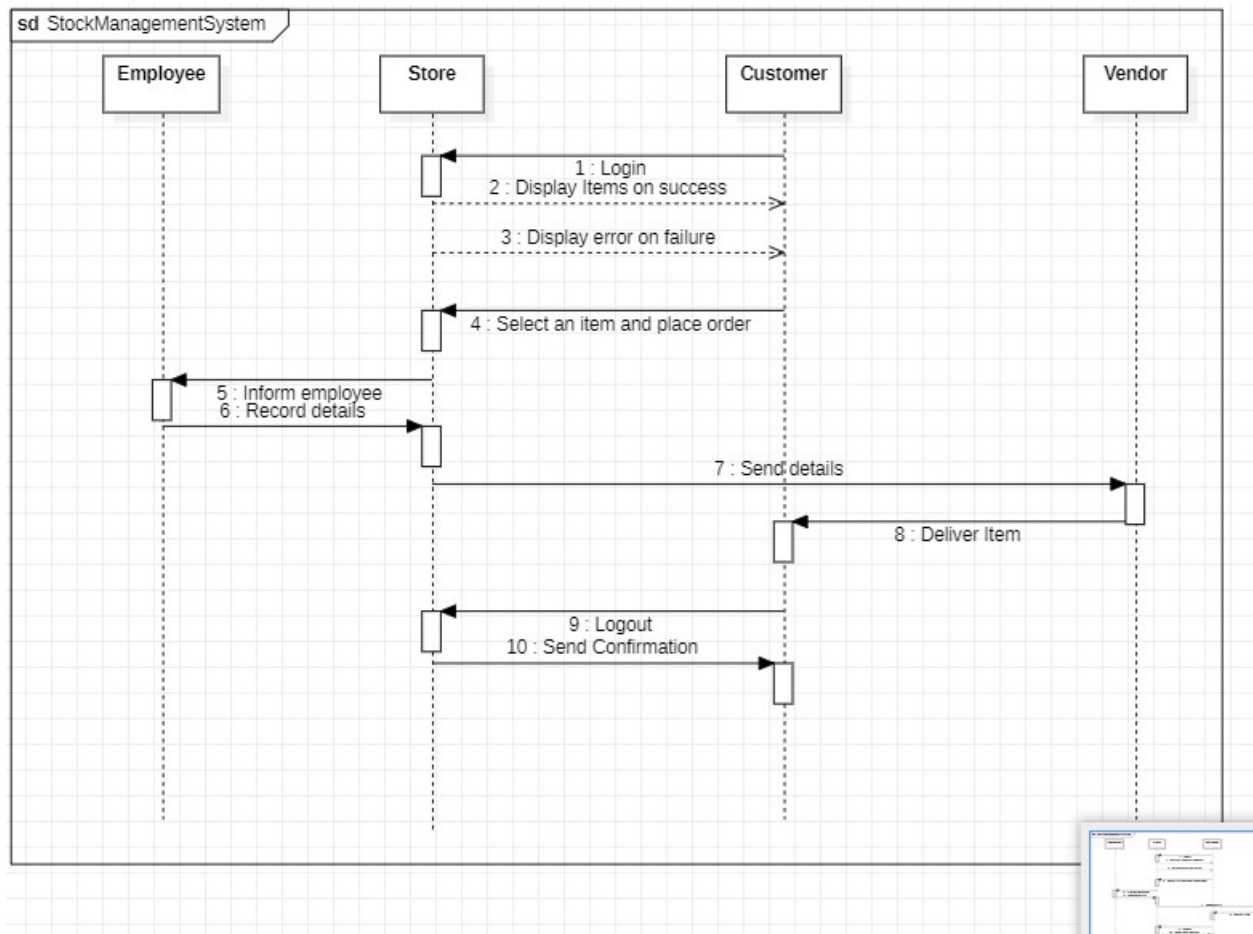 sd StockManagementSystem
Employee
Store
Customer
Vendor
1 : Login
2 : Display Items on success
3 : Display error on failure
4 : Select an item and place order
5 : Inform employee
6 : Record details
7 : Send details
8 : Deliver Item
9 : Logout
10 : Send Confirmation